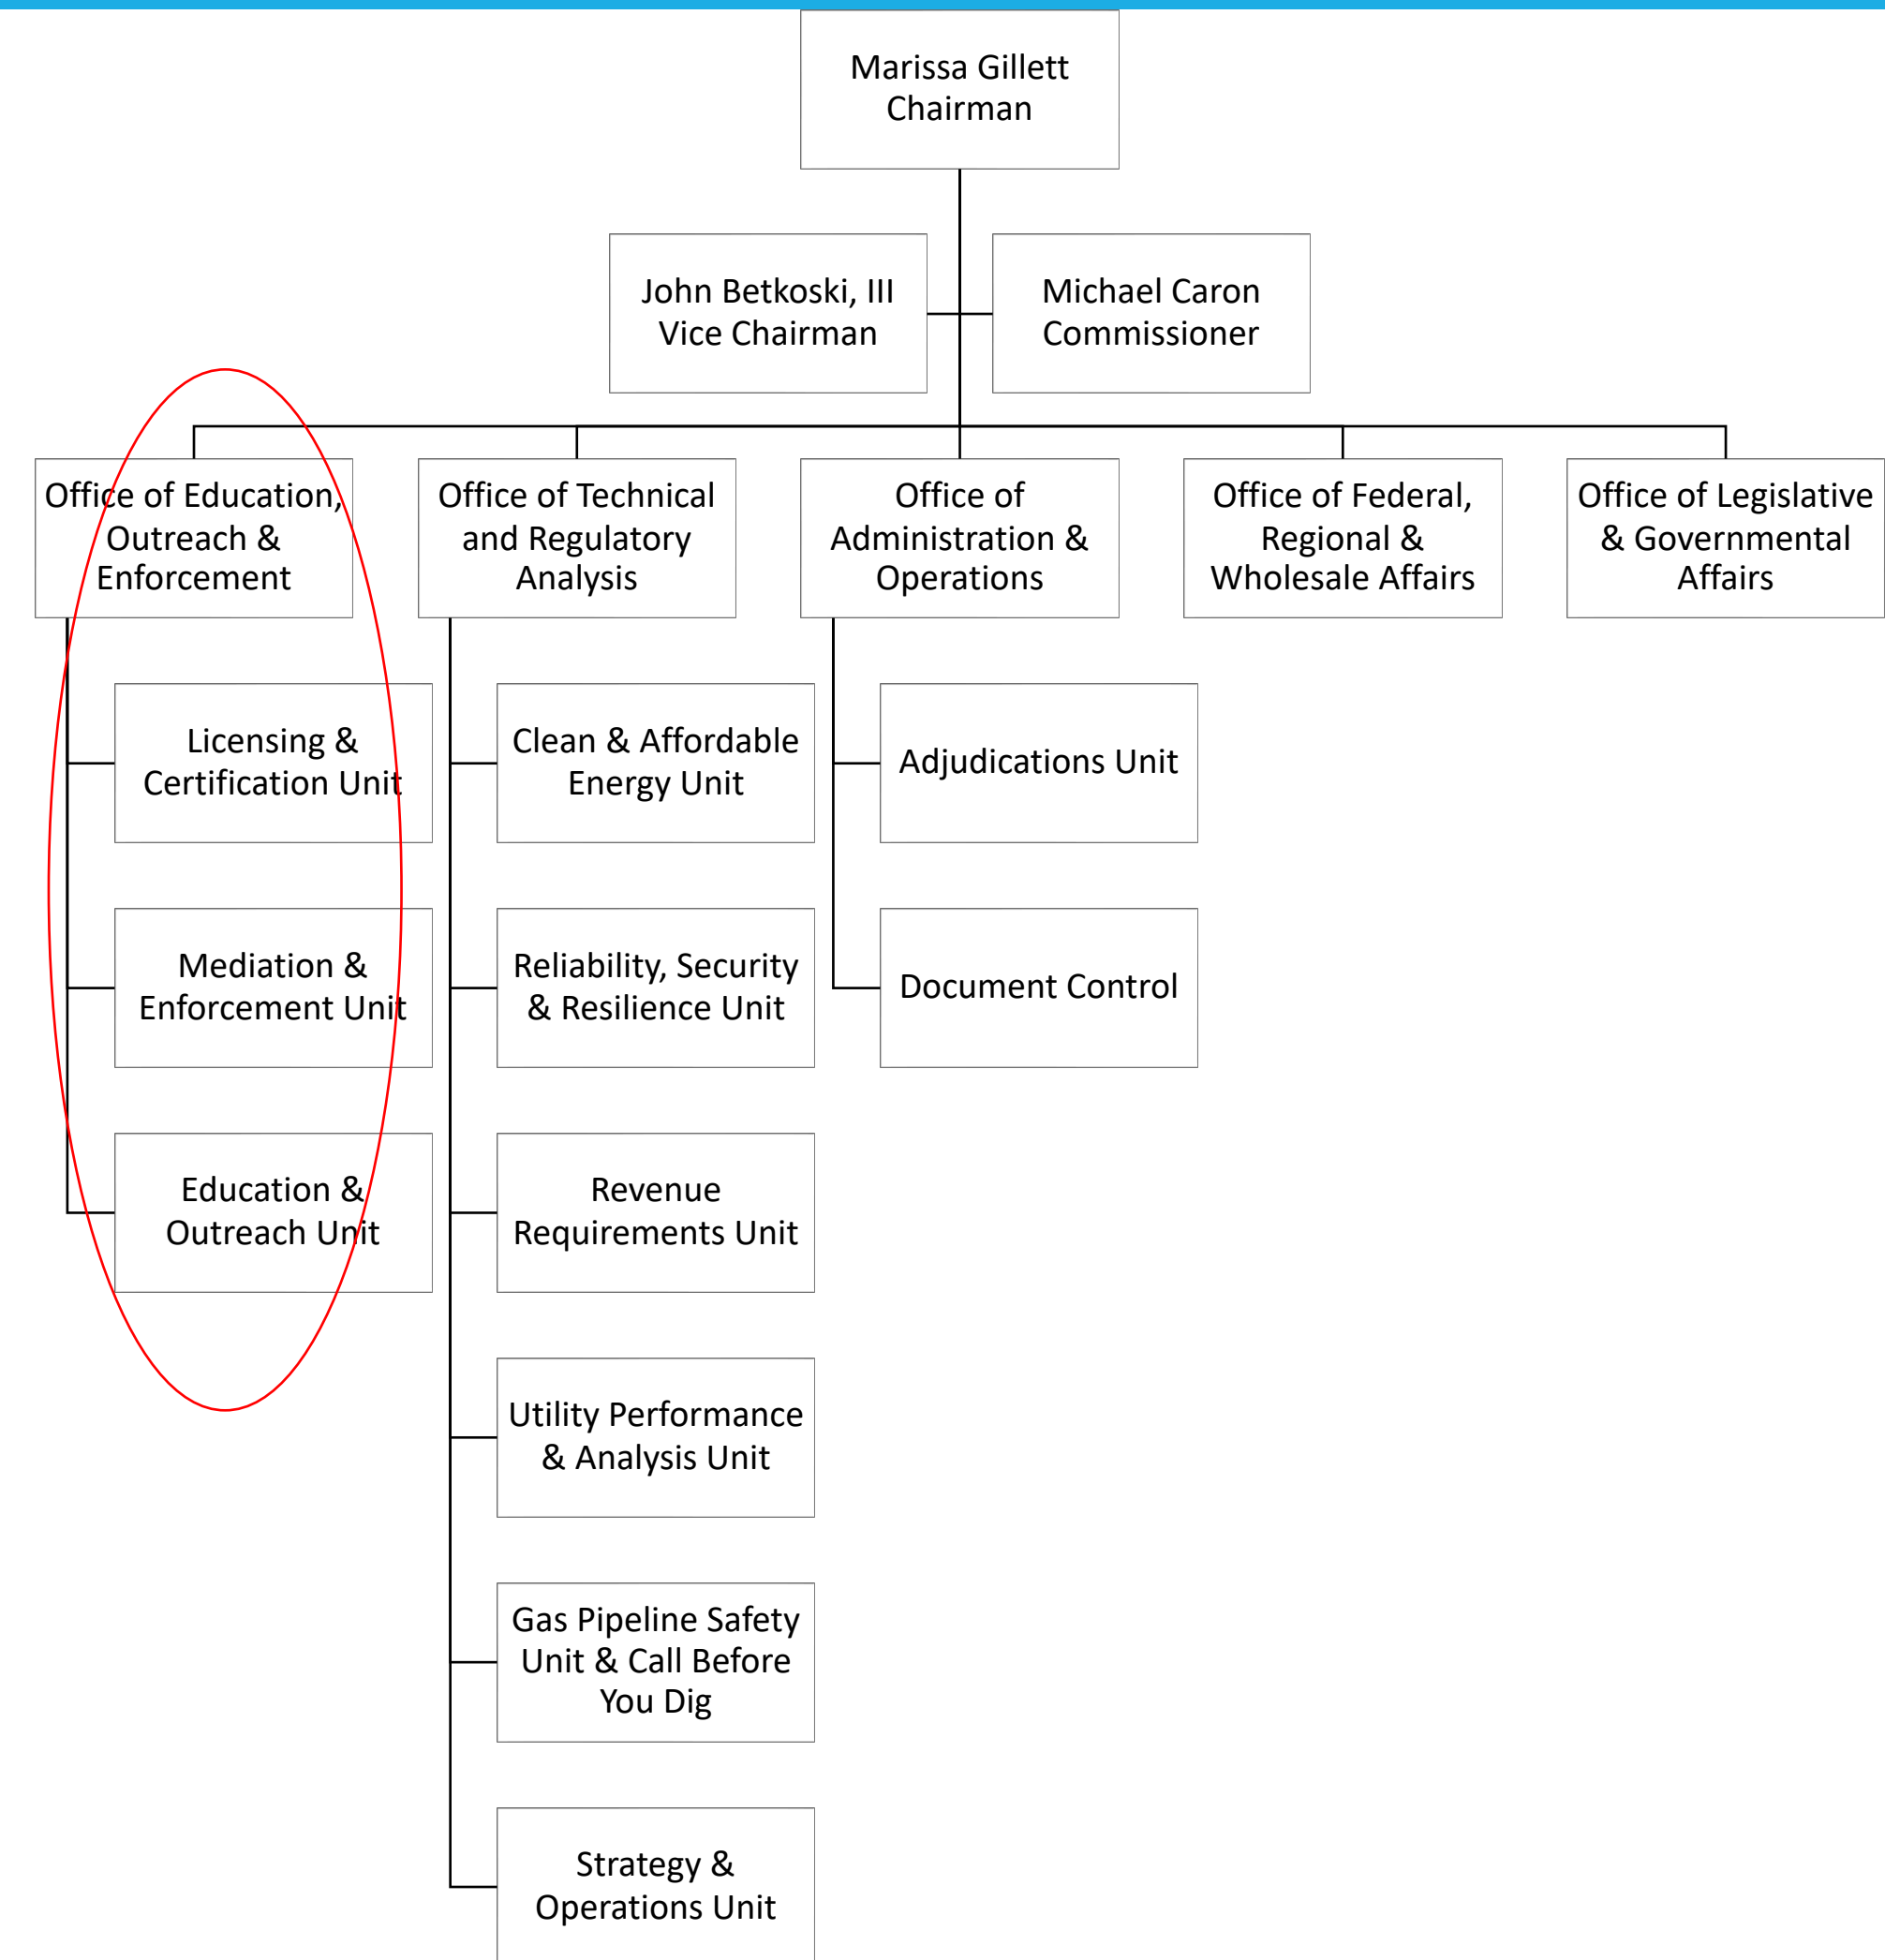 Marissa Gillett
Chairman
John Betkoski, III
Vice Chairman
Michael Caron
Commissioner
Office of Education,
Outreach &
Enforcement
Office of Technical
and Regulatory
Analysis
Office of
Administration &
Operations
Office of Federal,
Regional &
Wholesale Affairs
Office of Legislative
& Governmental
Affairs
Licensing &
Certification Unit
Clean & Affordable
Energy Unit
Adjudications Unit
Mediation &
Enforcement Unit
Reliability, Security
& Resilience Unit
Document Control
Education &
Outreach Unit
Revenue
Requirements Unit
Utility Performance
& Analysis Unit
Gas Pipeline Safety
Unit & Call Before
You Dig
Strategy &
Operations Unit